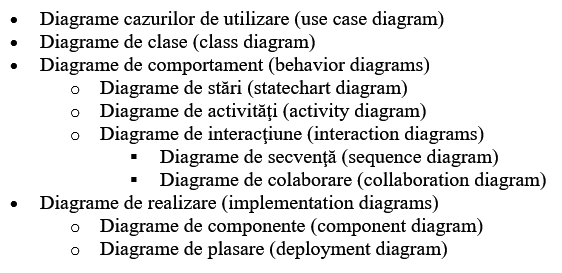 • Diagrame cazurilor de utilizare (use case diagram)
• Diagrame de clase (class diagram)
• Diagrame de comportament (behavior diagrams)
o Diagrame de stări (statechart diagram)
o Diagrame de activităţi (activity diagram)
o Diagrame de interacţiune (interaction diagrams)
▪ Diagrame de secvenţă (sequence diagram)
▪ Diagrame de colaborare (collaboration diagram)
• Diagrame de realizare (implementation diagrams)
o Diagrame de componente (component diagram)
o Diagrame de plasare (deployment diagram)